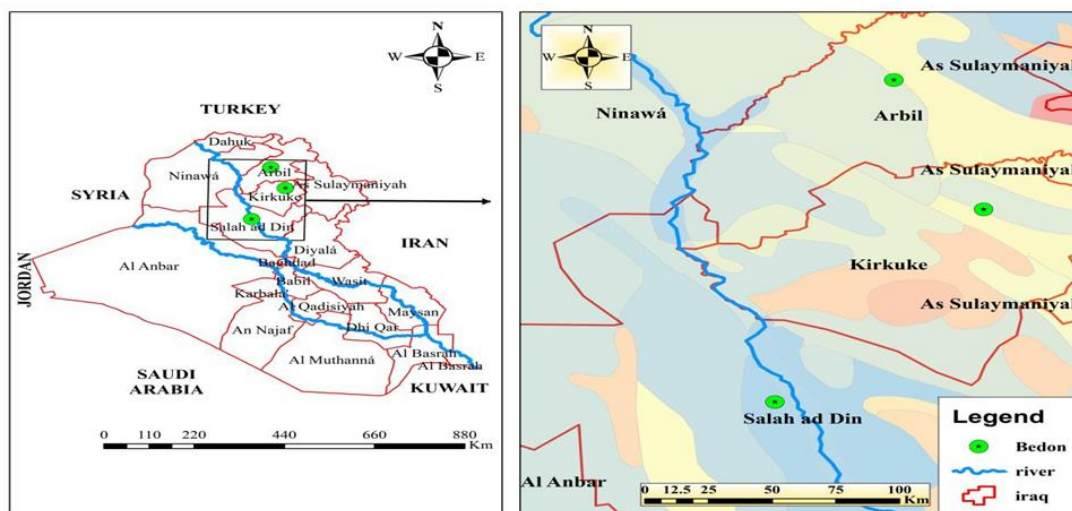 N
W E
S
TURKEY
Dahuk
Ninawá
Arbil
As Sulaymaniyah
Kirkuke
SYRIA
Salah ad Din
IRAN
Diyalá
Al Anbar
Baghdad
JORDAN
Babil
Wasit
Karbala'
Al Qadisiyah
Maysan
An Najaf
Dhi Qar
Al Muthanná
Al Basrah
Al Basrah
SAUDI
ARABIA
KUWAIT
0 110 220 440 660 880
Km
N
W E
S
As Sulaymaniyah
Ninawá
Arbil
As Sulaymaniyah
Kirkuke
As Sulaymaniyah
Salah ad Din
Al Anbar
0 12.5 25 50 75 100
Km
Legend
Bedon
river
iraq